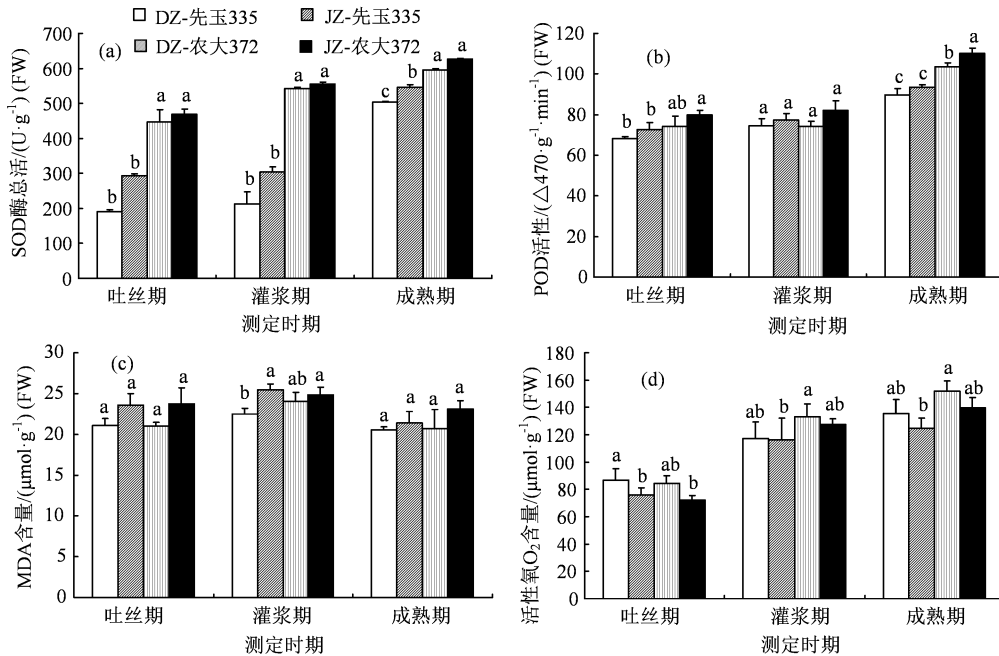 DZ-先玉335 JZ-先玉335
DZ-农大372 JZ-农大372
(a)
SOD酶总活/(U·g⁻¹) (FW)
700
600
500
400
300
200
100
0
b b a a
b b a a
c b a a
吐丝期 灌浆期 成熟期
测定时期
(b)
POD活性/(△470·g⁻¹·min⁻¹) (FW)
120
100
80
60
40
20
0
b b ab a
a a a a
c c b a
吐丝期 灌浆期 成熟期
测定时期
(c)
MDA含量/(μmol·g⁻¹) (FW)
30
25
20
15
10
5
0
a a a a
b a ab a
a a a a
吐丝期 灌浆期 成熟期
测定时期
(d)
活性氧O₂含量/(μmol·g⁻¹) (FW)
180
160
140
120
100
80
60
40
20
0
a b ab b
ab b a ab
ab b a ab
吐丝期 灌浆期 成熟期
测定时期